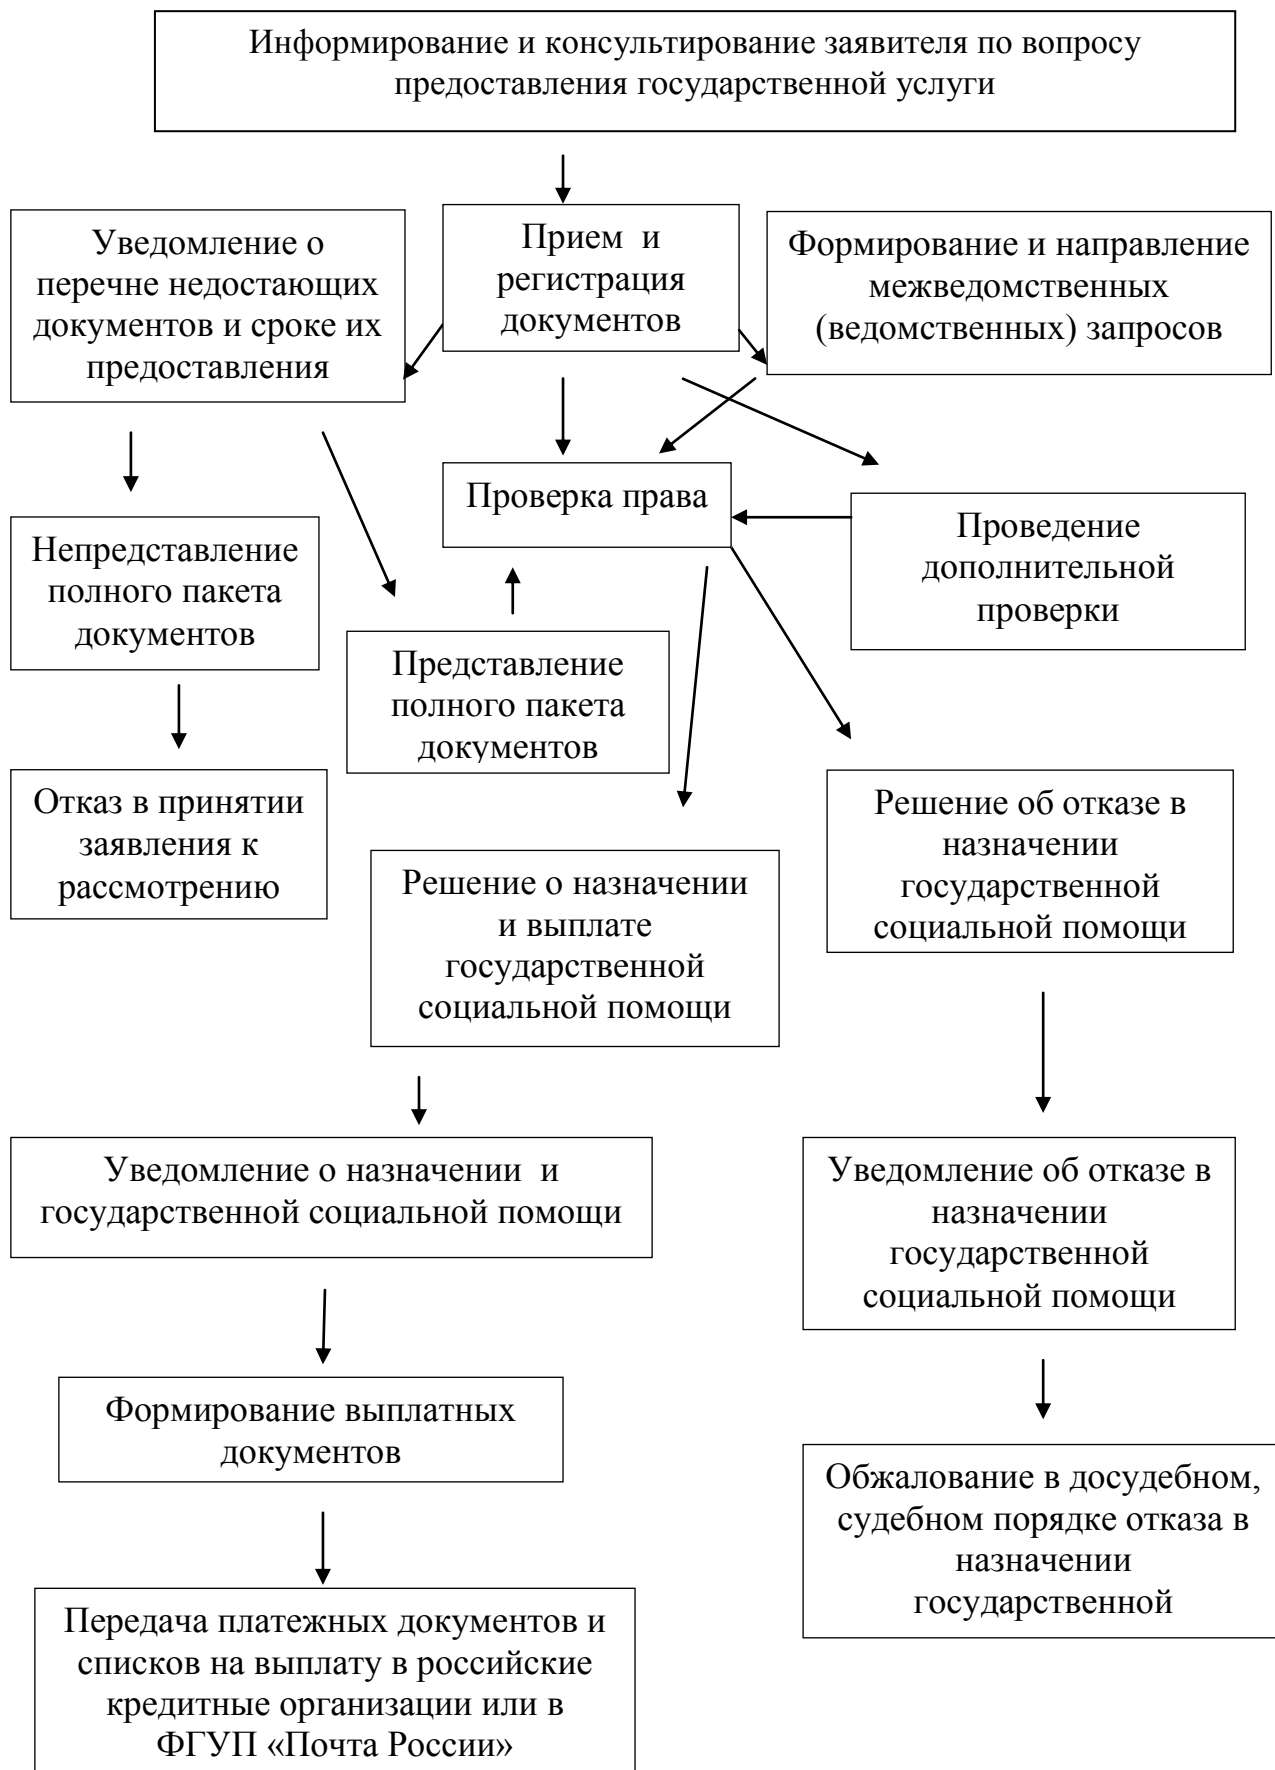 Информирование и консультирование заявителя по вопросу
предоставления государственной услуги
Уведомление о
перечне недостающих
документов и сроке их
предоставления
Прием и
регистрация
документов
Формирование и направление
межведомственных
(ведомственных) запросов
Проверка права
Проведение
дополнительной
проверки
Непредставление
полного пакета
документов
Представление
полного пакета
документов
Отказ в принятии
заявления к
рассмотрению
Решение о назначении
и выплате
государственной
социальной помощи
Решение об отказе в
назначении
государственной
социальной помощи
Уведомление о назначении и
государственной социальной помощи
Уведомление об отказе в
назначении
государственной
социальной помощи
Формирование выплатных
документов
Обжалование в досудебном,
судебном порядке отказа в
назначении
государственной
Передача платежных документов и
списков на выплату в российские
кредитные организации или в
ФГУП «Почта России»